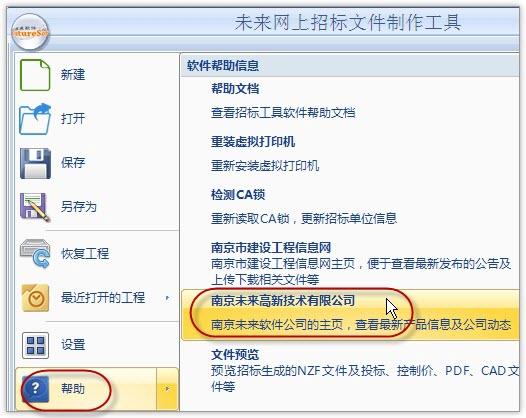 未来网上招标文件制作工具
新建
打开
保存
另存为
恢复工程
最近打开的工程
设置
帮助
软件帮助信息
帮助文档
查看招标工具软件帮助文档
重装虚拟打印机
重新安装虚拟打印机
检测CA锁
重新读取CA锁，更新招标单位信息
南京市建设工程信息网
南京市建设工程信息网主页，便于查看最新发布的公告及
上传下载相关文件等
南京未来高新技术有限公司
南京未来软件公司的主页，查看最新产品信息及公司动态
文件预览
预览招标生成的NZF文件及投标、控制价、PDF、CAD文
件等